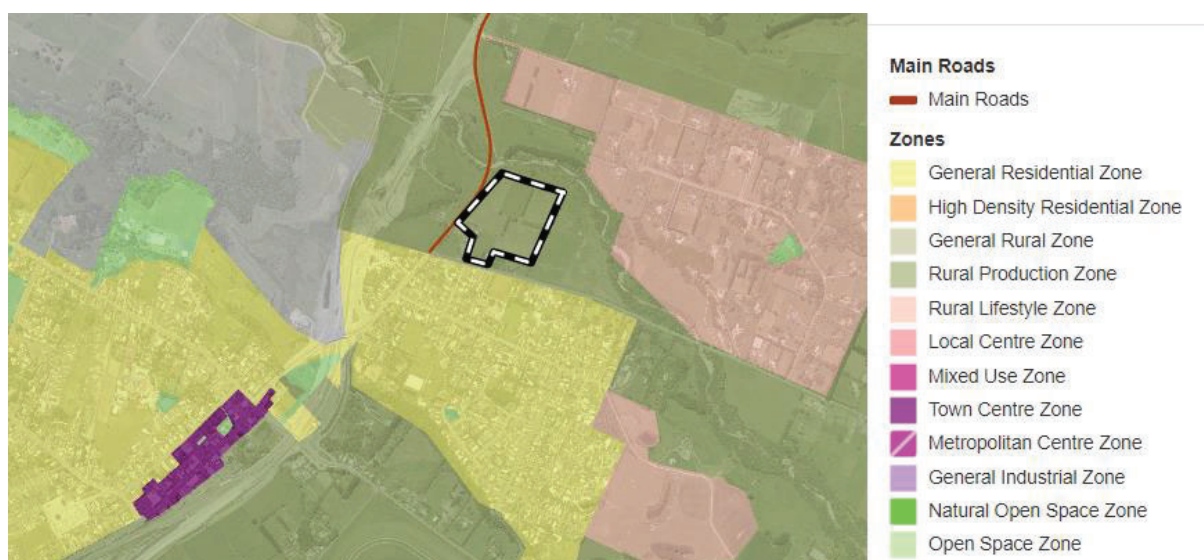 Main Roads
Main Roads
Zones
General Residential Zone
High Density Residential Zone
General Rural Zone
Rural Production Zone
Rural Lifestyle Zone
Local Centre Zone
Mixed Use Zone
Town Centre Zone
Metropolitan Centre Zone
General Industrial Zone
Natural Open Space Zone
Open Space Zone